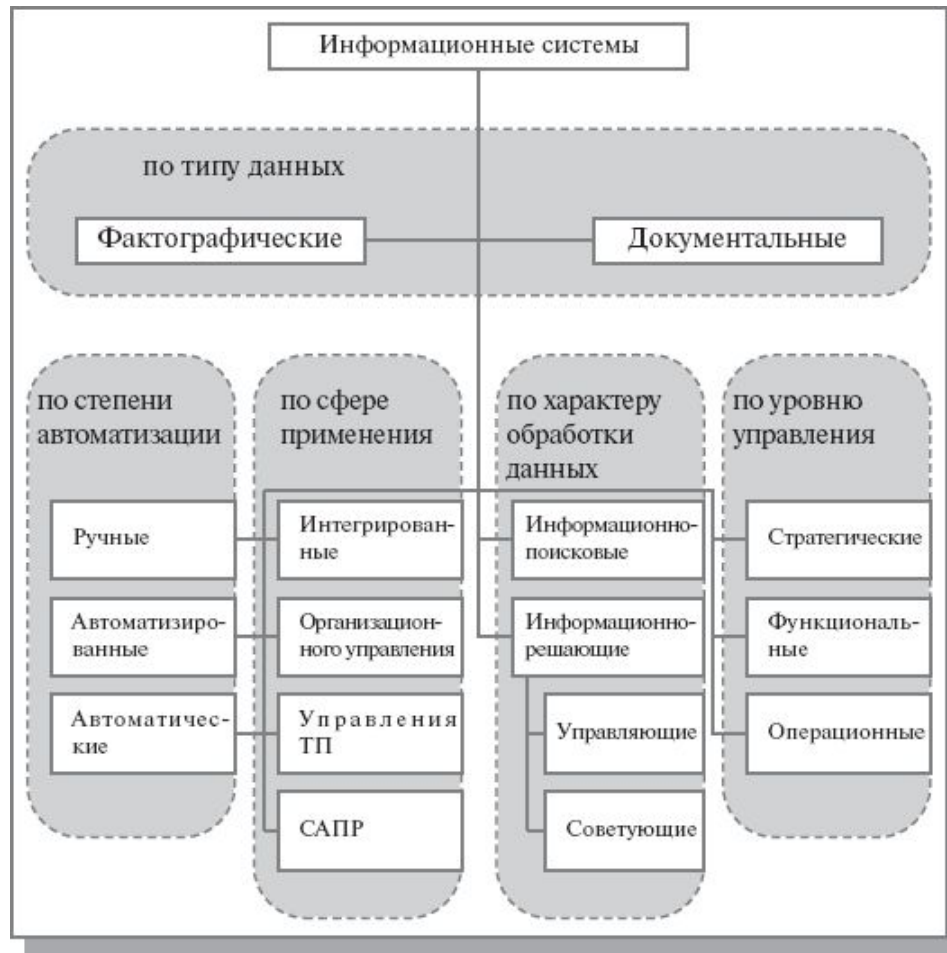 Информационные системы
по типу данных
Фактографические
Документальные
по степени
автоматизации
Ручные
Автоматизиро-
ванные
Автоматичес-
кие
по сфере
применения
Интегрирован-
ные
Организацион-
ного управления
Управления
ТП
САПР
по характеру
обработки
данных
Информационно-
поисковые
Информационно-
решающие
Управляющие
Советующие
по уровню
управления
Стратегические
Функциональ-
ные
Операционные